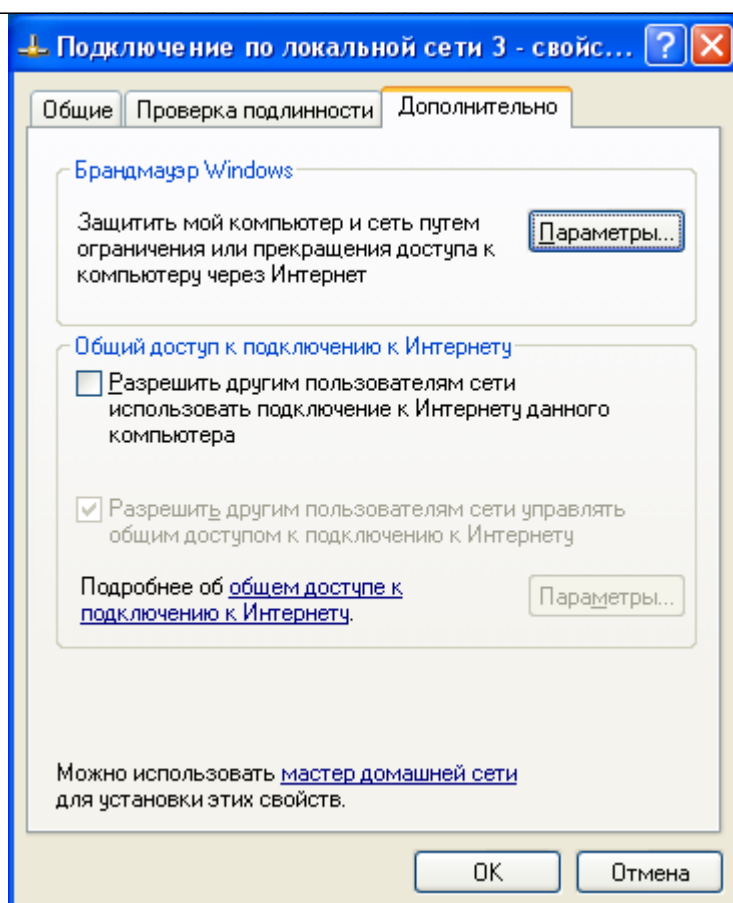 Подключение по локальной сети 3 - свойс...
Общие
Проверка подлинности
Дополнительно
Брандмауэр Windows
Защитить мой компьютер и сеть путем
ограничения или прекращения доступа к
компьютеру через Интернет
Параметры...
Общий доступ к подключению к Интернету
Разрешить другим пользователям сети
использовать подключение к Интернету данного
компьютера
Разрешить другим пользователям сети управлять
общим доступом к подключению к Интернету
Подробнее об общем доступе к
подключению к Интернету.
Параметры...
Можно использовать мастер домашней сети
для установки этих свойств.
OK
Отмена